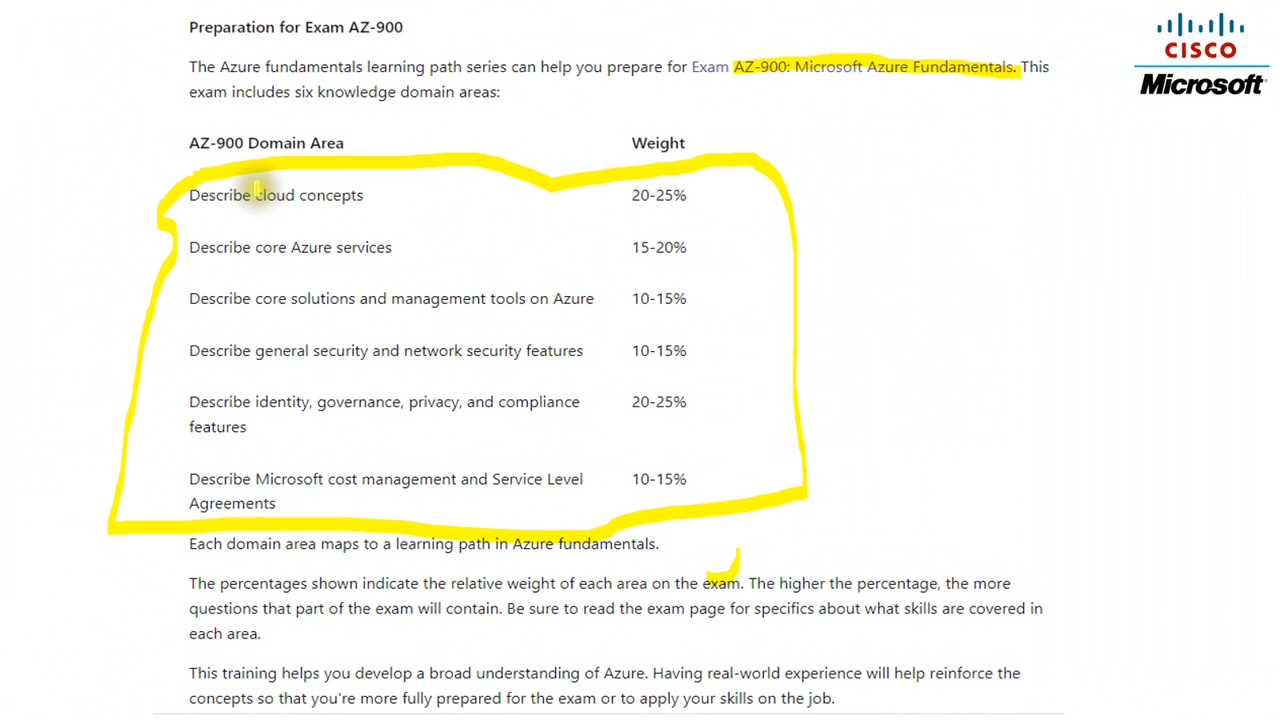 Preparation for Exam AZ-900
CISCO
Microsoft
The Azure fundamentals learning path series can help you prepare for Exam AZ-900: Microsoft Azure Fundamentals. This
exam includes six knowledge domain areas:
AZ-900 Domain Area Weight
Describe cloud concepts 20-25%
Describe core Azure services 15-20%
Describe core solutions and management tools on Azure 10-15%
Describe general security and network security features 10-15%
Describe identity, governance, privacy, and compliance 20-25%
features
Describe Microsoft cost management and Service Level 10-15%
Agreements
Each domain area maps to a learning path in Azure fundamentals.
The percentages shown indicate the relative weight of each area on the exam. The higher the percentage, the more
questions that part of the exam will contain. Be sure to read the exam page for specifics about what skills are covered in
each area.
This training helps you develop a broad understanding of Azure. Having real-world experience will help reinforce the
concepts so that you're more fully prepared for the exam or to apply your skills on the job.